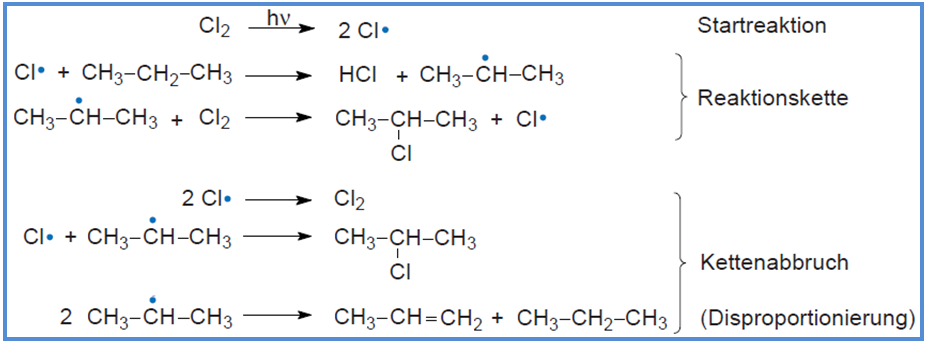 Cl₂ hν → 2 Cl• Startreaktion
Cl• + CH₃–CH₂–CH₃ → HCl + CH₃–ĊH–CH₃
Reaktionskette
CH₃–ĊH–CH₃ + Cl₂ → CH₃–CH–CH₃ + Cl•
Cl
2 Cl• → Cl₂
Cl• + CH₃–ĊH–CH₃ → CH₃–CH–CH₃
Kettenabbruch
Cl
2 CH₃–ĊH–CH₃ → CH₃–CH=CH₂ + CH₃–CH₂–CH₃ (Disproportionierung)